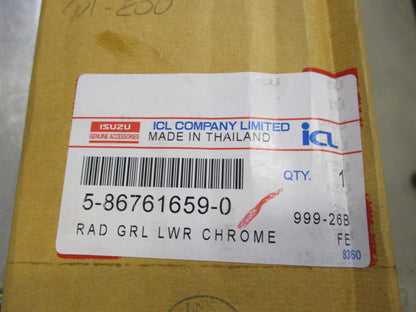 ISUZU
GENUINE ACCESSORIES
ICL COMPANY LIMITED
MADE IN THAILAND
icL
QTY. 1
5-86761659-0
999-26B
RAD GRL LWR CHROME
FE
8360